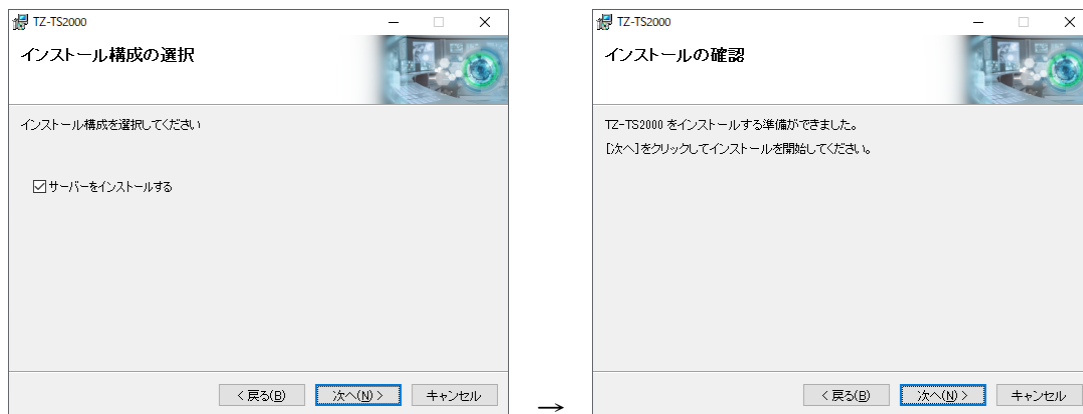 TZ-TS2000
インストール構成の選択
インストール構成を選択してください
サーバーをインストールする
< 戻る(B)
次へ(N) >
キャンセル
→
TZ-TS2000
インストールの確認
TZ-TS2000 をインストールする準備ができました。
[次へ]をクリックしてインストールを開始してください。
< 戻る(B)
次へ(N) >
キャンセル